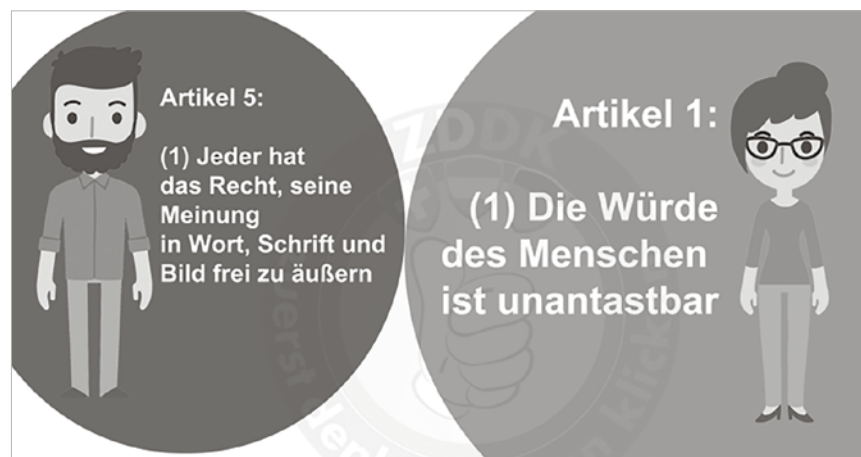 Artikel 5:
(1) Jeder hat
das Recht, seine
Meinung
in Wort, Schrift und
Bild frei zu äußern
Artikel 1:
(1) Die Würde
des Menschen
ist unantastbar
ZDDK